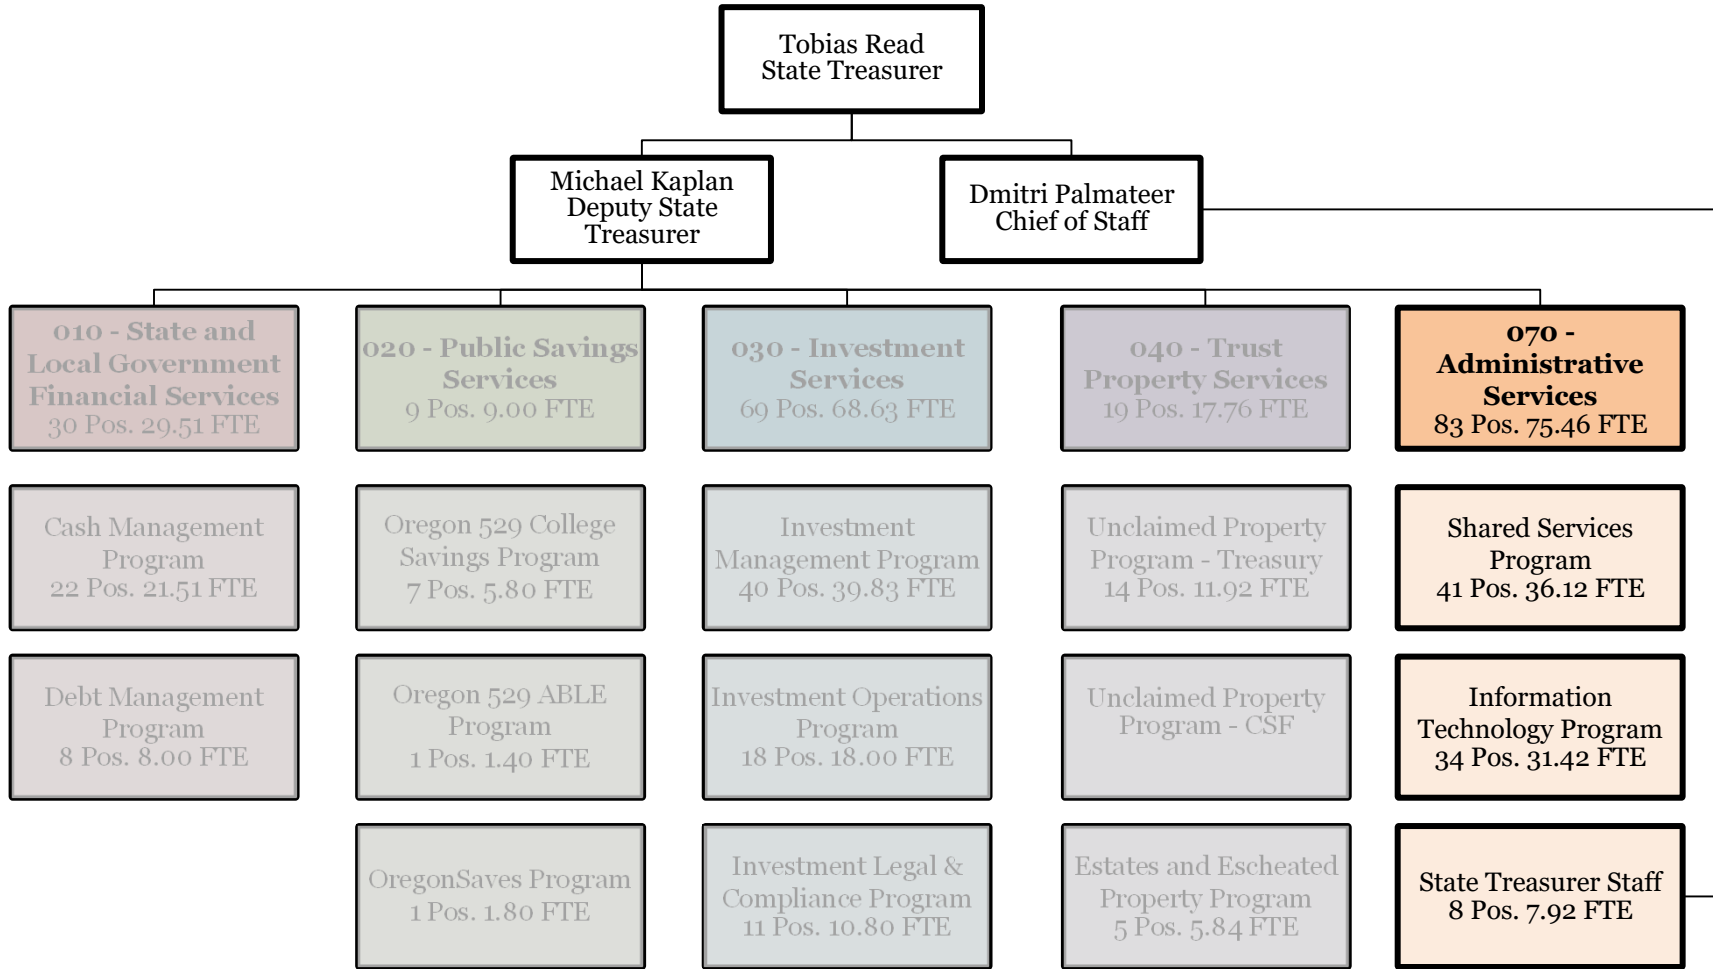 Tobias Read
State Treasurer
Michael Kaplan
Deputy State
Treasurer
Dmitri Palmateer
Chief of Staff
010 - State and
Local Government
Financial Services
30 Pos. 29.51 FTE
020 - Public Savings
Services
9 Pos. 9.00 FTE
030 - Investment
Services
69 Pos. 68.63 FTE
040 - Trust
Property Services
19 Pos. 17.76 FTE
070 -
Administrative
Services
83 Pos. 75.46 FTE
Cash Management
Program
22 Pos. 21.51 FTE
Oregon 529 College
Savings Program
7 Pos. 5.80 FTE
Investment
Management Program
40 Pos. 39.83 FTE
Unclaimed Property
Program - Treasury
14 Pos. 11.92 FTE
Shared Services
Program
41 Pos. 36.12 FTE
Debt Management
Program
8 Pos. 8.00 FTE
Oregon 529 ABLE
Program
1 Pos. 1.40 FTE
Investment Operations
Program
18 Pos. 18.00 FTE
Unclaimed Property
Program - CSF
Information
Technology Program
34 Pos. 31.42 FTE
OregonSaves Program
1 Pos. 1.80 FTE
Investment Legal &
Compliance Program
11 Pos. 10.80 FTE
Estates and Escheated
Property Program
5 Pos. 5.84 FTE
State Treasurer Staff
8 Pos. 7.92 FTE